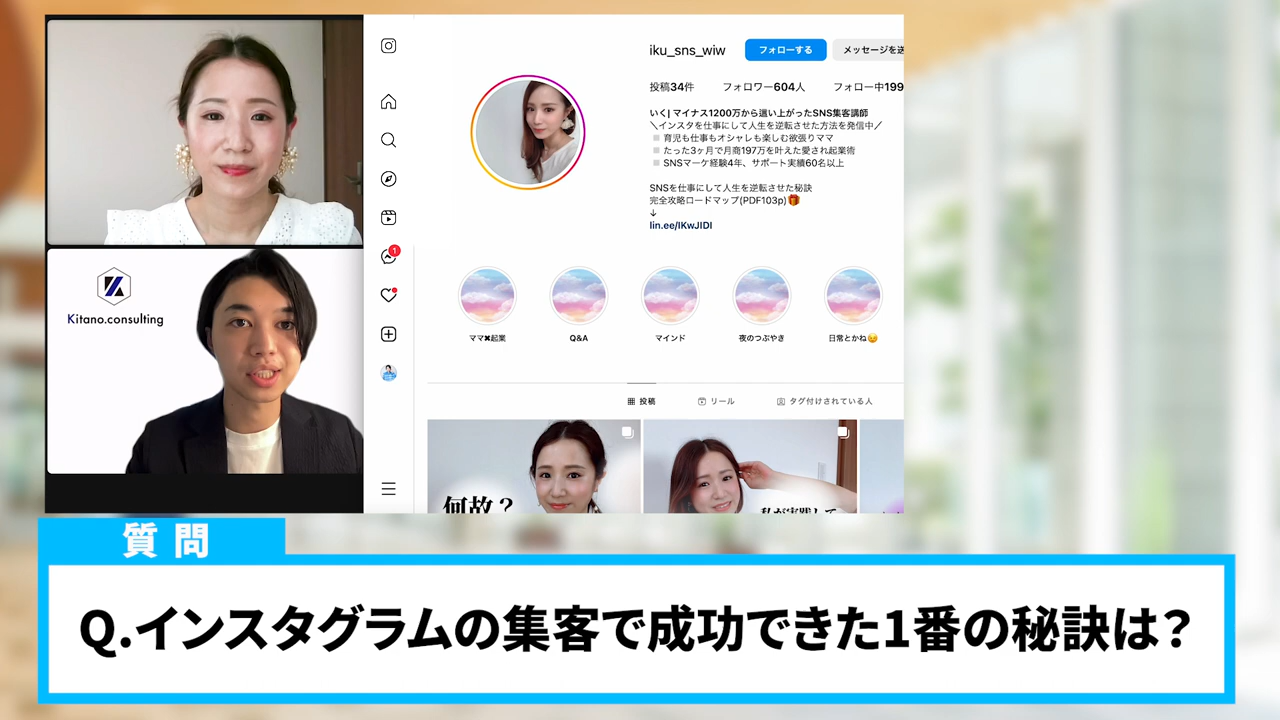 Kitano.consulting
1
iku_sns_wiw
フォローする
メッセージを送
投稿34件 フォロワー604人 フォロー中199
いく| マイナス1200万から這い上がったSNS集客講師
＼インスタを仕事にして人生を逆転させた方法を発信中／
◽育児も仕事もオシャレも楽しむ欲張りママ
◽たった3ヶ月で月商197万を叶えた愛され起業術
◽SNSマーケ経験4年、サポート実績60名以上
SNSを仕事にして人生を逆転させた秘訣
完全攻略ロードマップ(PDF103p)🎁
↓
lin.ee/IKwJIDI
ママ✖起業 Q&A マインド 夜のつぶやき 日常とかね😉
投稿 リール タグ付けされている人
何故？
私が実践して
質問
Q.インスタグラムの集客で成功できた1番の秘訣は？